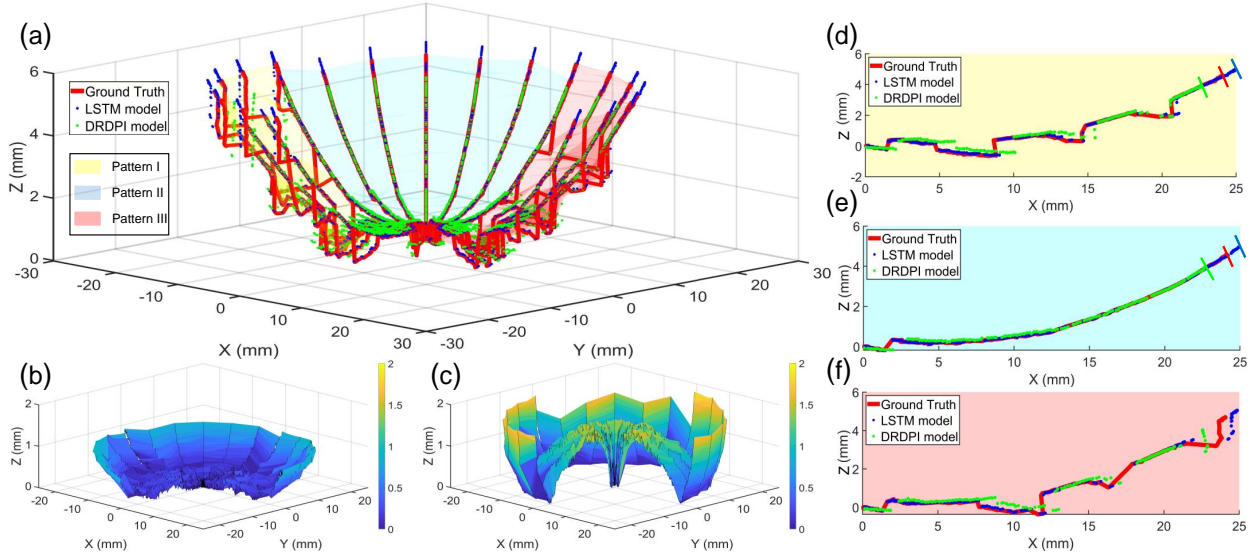 (a)
Ground Truth
LSTM model
DRDPI model
Pattern I
Pattern II
Pattern III
Z (mm)
6
4
2
0
-30
-20
-10
0
10
20
30
X (mm)
-30
-20
-10
0
10
20
30
Y (mm)
(b)
Z (mm)
2
1
0
-20
-10
0
10
20
X (mm)
-20
-10
0
10
20
Y (mm)
2
1.5
1
0.5
0
(c)
Z (mm)
2
1
0
-20
-10
0
10
20
X (mm)
-20
-10
0
10
20
Y (mm)
2
1.5
1
0.5
0
(d)
Ground Truth
LSTM model
DRDPI model
Z (mm)
6
4
2
0
-2
0 5 10 15 20 25
X (mm)
(e)
Ground Truth
LSTM model
DRDPI model
Z (mm)
6
4
2
0
0 5 10 15 20 25
X (mm)
(f)
Ground Truth
LSTM model
DRDPI model
Z (mm)
6
4
2
0
0 5 10 15 20 25
X (mm)